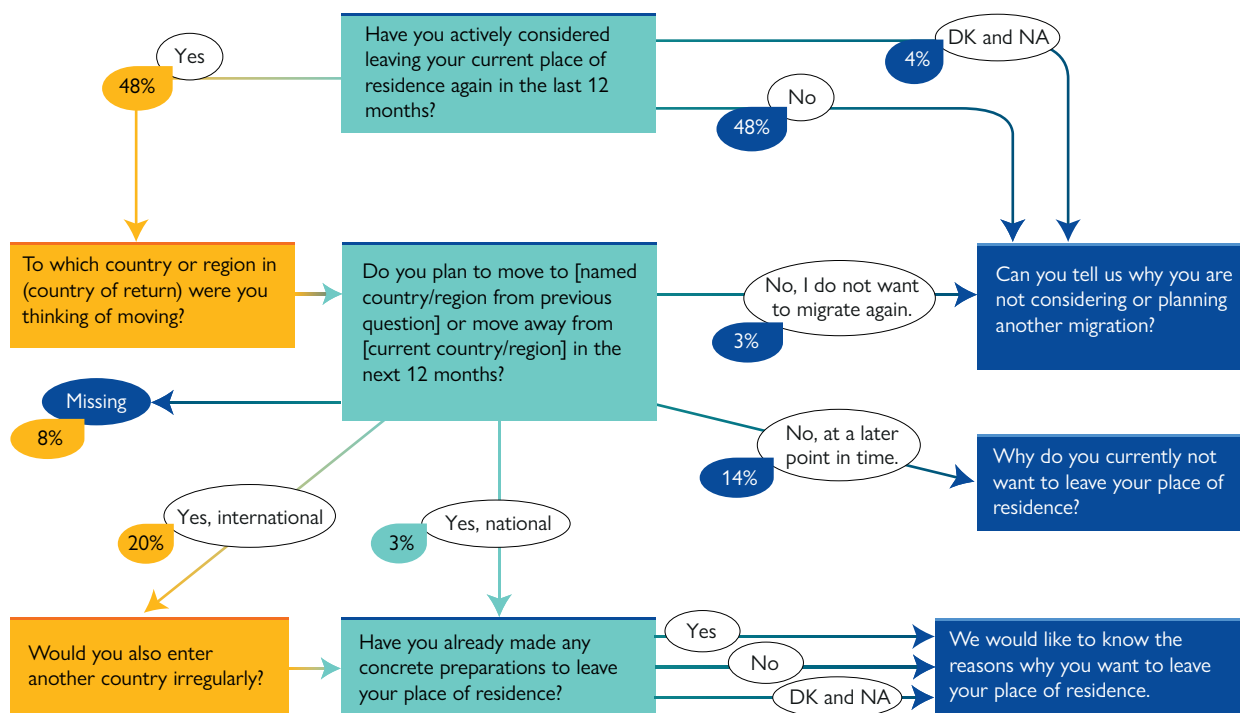 Have you actively considered
leaving your current place of
residence again in the last 12
months?
Yes
48%
DK and NA
4%
No
48%
To which country or region in
(country of return) were you
thinking of moving?
Do you plan to move to [named
country/region from previous
question] or move away from
[current country/region] in the
next 12 months?
No, I do not want
to migrate again.
3%
Can you tell us why you are
not considering or planning
another migration?
Missing
8%
No, at a later
point in time.
14%
Why do you currently not
want to leave your place of
residence?
Yes, international
20%
Yes, national
3%
Would you also enter
another country irregularly?
Have you already made any
concrete preparations to leave
your place of residence?
Yes
No
DK and NA
We would like to know the
reasons why you want to leave
your place of residence.